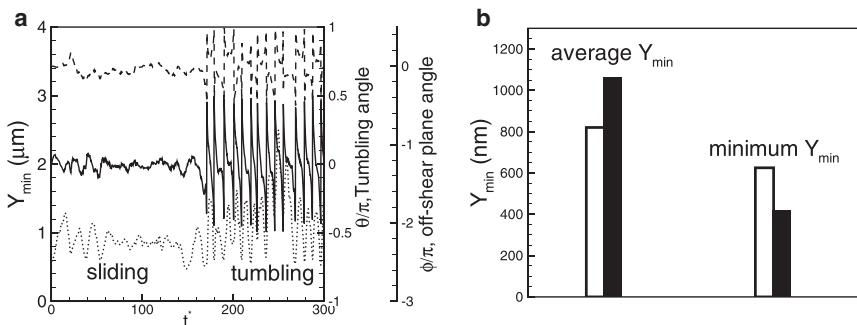 a
4
3
2
1
0
Y_min (μm)
0
100
200
300
t*
sliding
tumbling
1
0.5
0
-0.5
-1
θ/π,Tumbling angle
0
-1
-2
-3
ϕ/π, off-shear plane angle
b
1200
1000
800
600
400
200
0
Y_min (nm)
average Y_min
minimum Y_min